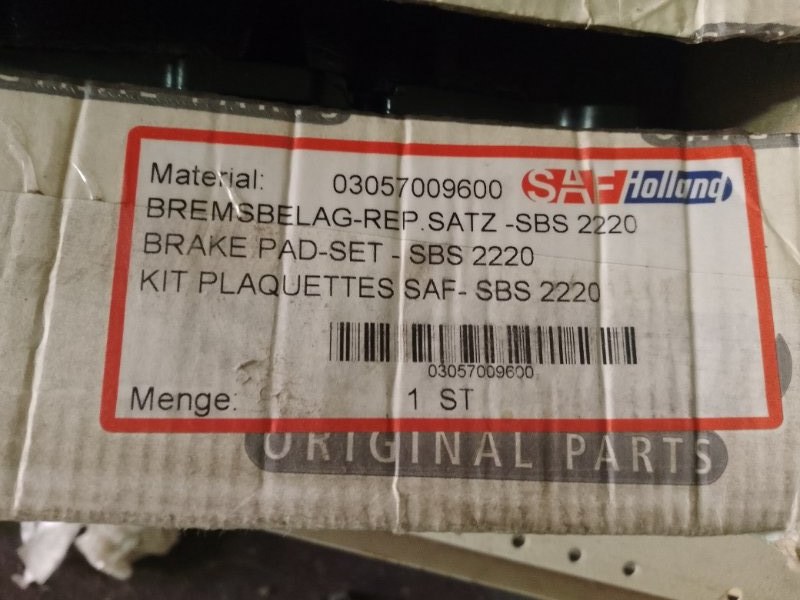 Material: 03057009600 SAF Holland
BREMSBELAG-REP.SATZ -SBS 2220
BRAKE PAD-SET - SBS 2220
KIT PLAQUETTES SAF- SBS 2220
03057009600
Menge: 1 ST
ORIGINAL PARTS